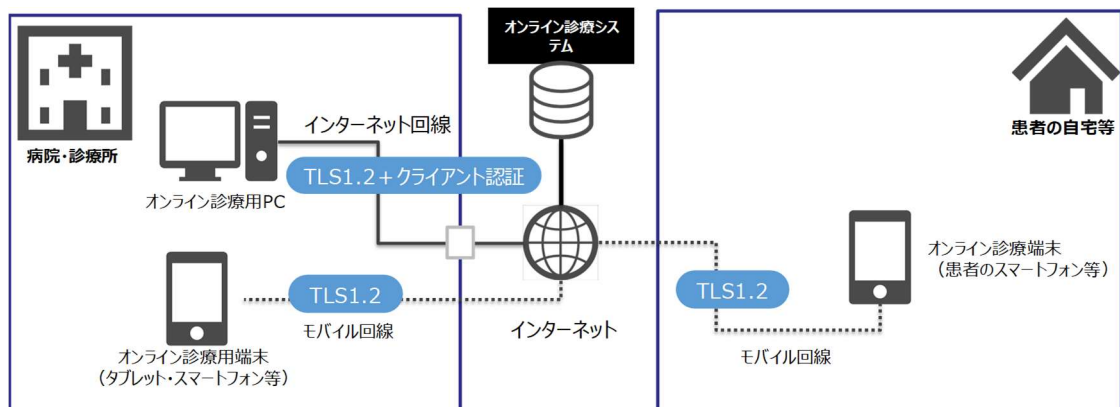 オンライン診療シス
テム
病院・診療所
オンライン診療用PC
インターネット回線
TLS1.2+クライアント認証
オンライン診療用端末
(タブレット・スマートフォン等)
TLS1.2
モバイル回線
インターネット
患者の自宅等
オンライン診療端末
(患者のスマートフォン等)
TLS1.2
モバイル回線